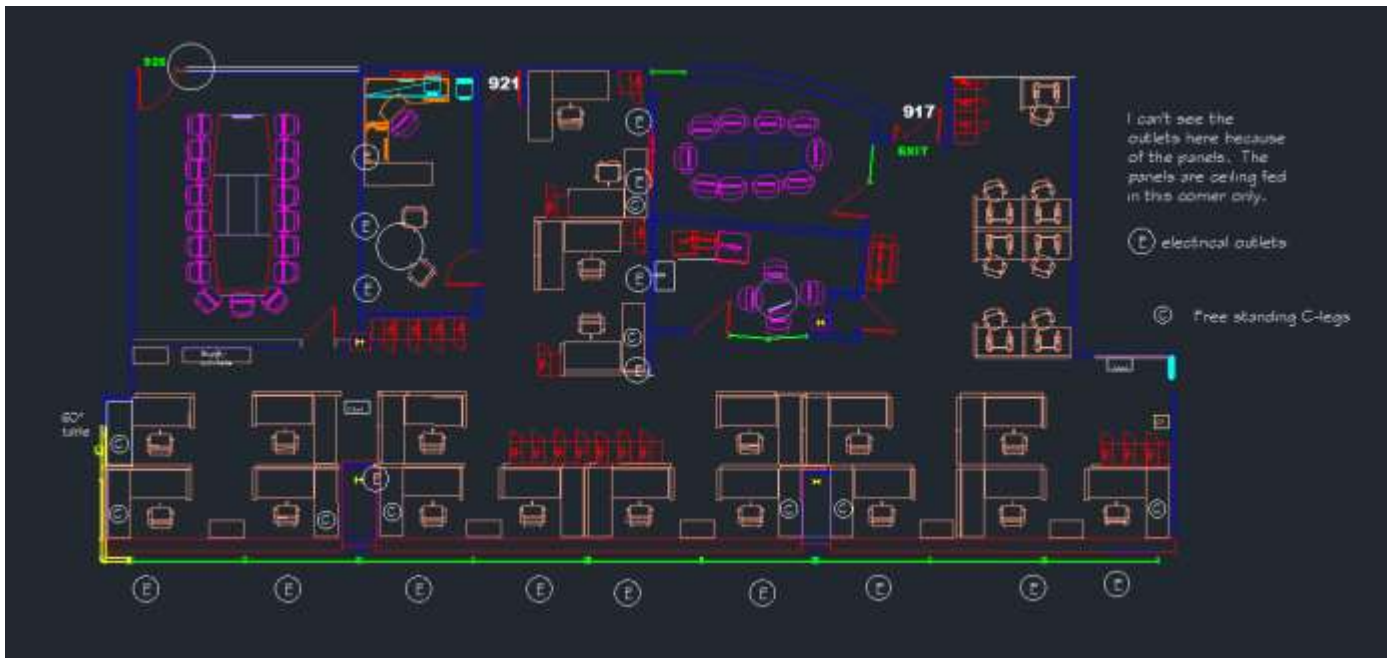 925
921
917
EXIT
I can't see the
outlets here because
of the panels. The
panels are ceiling fed
in this corner only.
E electrical outlets
C Free standing C-legs
60"
table
E
E
E
E
E
E
E
E
C
C
C
C
C
C
C
C
C
E
E
E
E
E
E
E
E
E
E